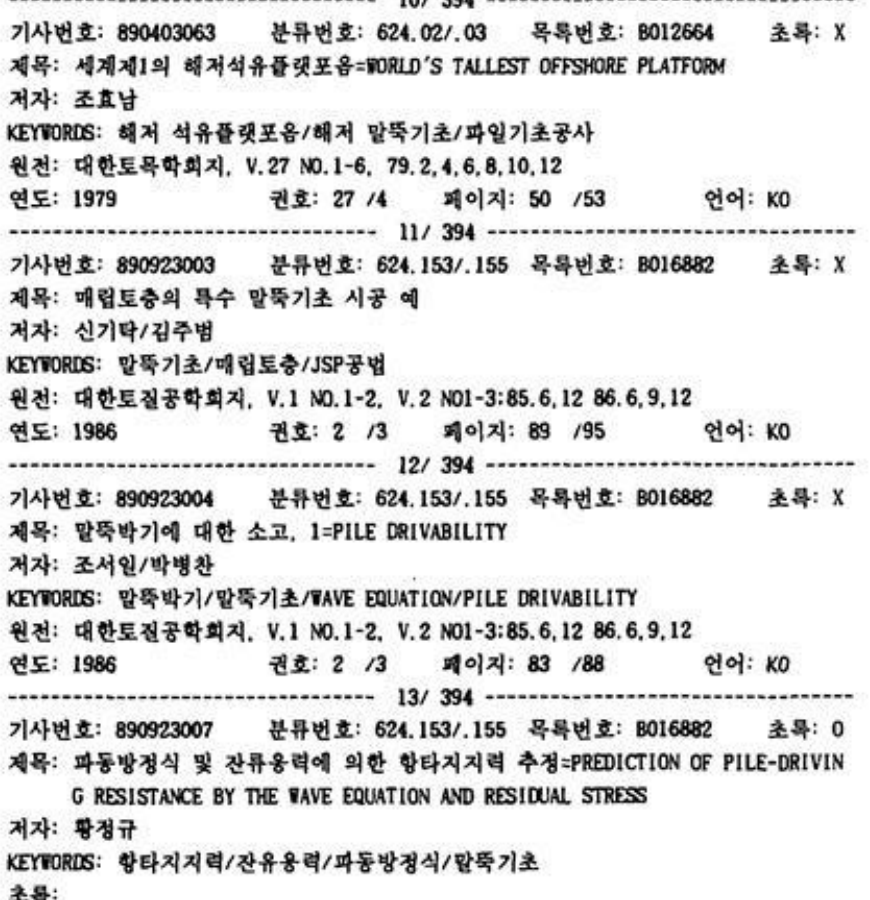 ---------------------------------- 10/ 394 ----------------------------------
기사번호: 890403063 분류번호: 624.02/.03 목록번호: B012664 초록: X
제목: 세계제1의 해저석유플랫포옴=WORLD'S TALLEST OFFSHORE PLATFORM
저자: 조효남
KEYWORDS: 해저 석유플랫포옴/해저 말뚝기초/파일기초공사
원전: 대한토목학회지, V.27 NO.1-6, 79.2,4,6,8,10,12
연도: 1979 권호: 27 /4 페이지: 50 /53 언어: KO
---------------------------------- 11/ 394 ----------------------------------
기사번호: 890923003 분류번호: 624.153/.155 목록번호: B016882 초록: X
제목: 매립토층의 특수 말뚝기초 시공 예
저자: 신기탁/김주범
KEYWORDS: 말뚝기초/매립토층/JSP공법
원전: 대한토질공학회지, V.1 NO.1-2, V.2 NO1-3:85.6,12 86.6,9,12
연도: 1986 권호: 2 /3 페이지: 89 /95 언어: KO
---------------------------------- 12/ 394 ----------------------------------
기사번호: 890923004 분류번호: 624.153/.155 목록번호: B016882 초록: X
제목: 말뚝박기에 대한 소고, 1=PILE DRIVABILITY
저자: 조서일/박병찬
KEYWORDS: 말뚝박기/말뚝기초/WAVE EQUATION/PILE DRIVABILITY
원전: 대한토질공학회지, V.1 NO.1-2, V.2 NO1-3:85.6,12 86.6,9,12
연도: 1986 권호: 2 /3 페이지: 83 /88 언어: KO
---------------------------------- 13/ 394 ----------------------------------
기사번호: 890923007 분류번호: 624.153/.155 목록번호: B016882 초록: O
제목: 파동방정식 및 잔류응력에 의한 항타지지력 추정=PREDICTION OF PILE-DRIVIN
G RESISTANCE BY THE WAVE EQUATION AND RESIDUAL STRESS
저자: 황정규
KEYWORDS: 항타지지력/잔유응력/파동방정식/말뚝기초
초록: